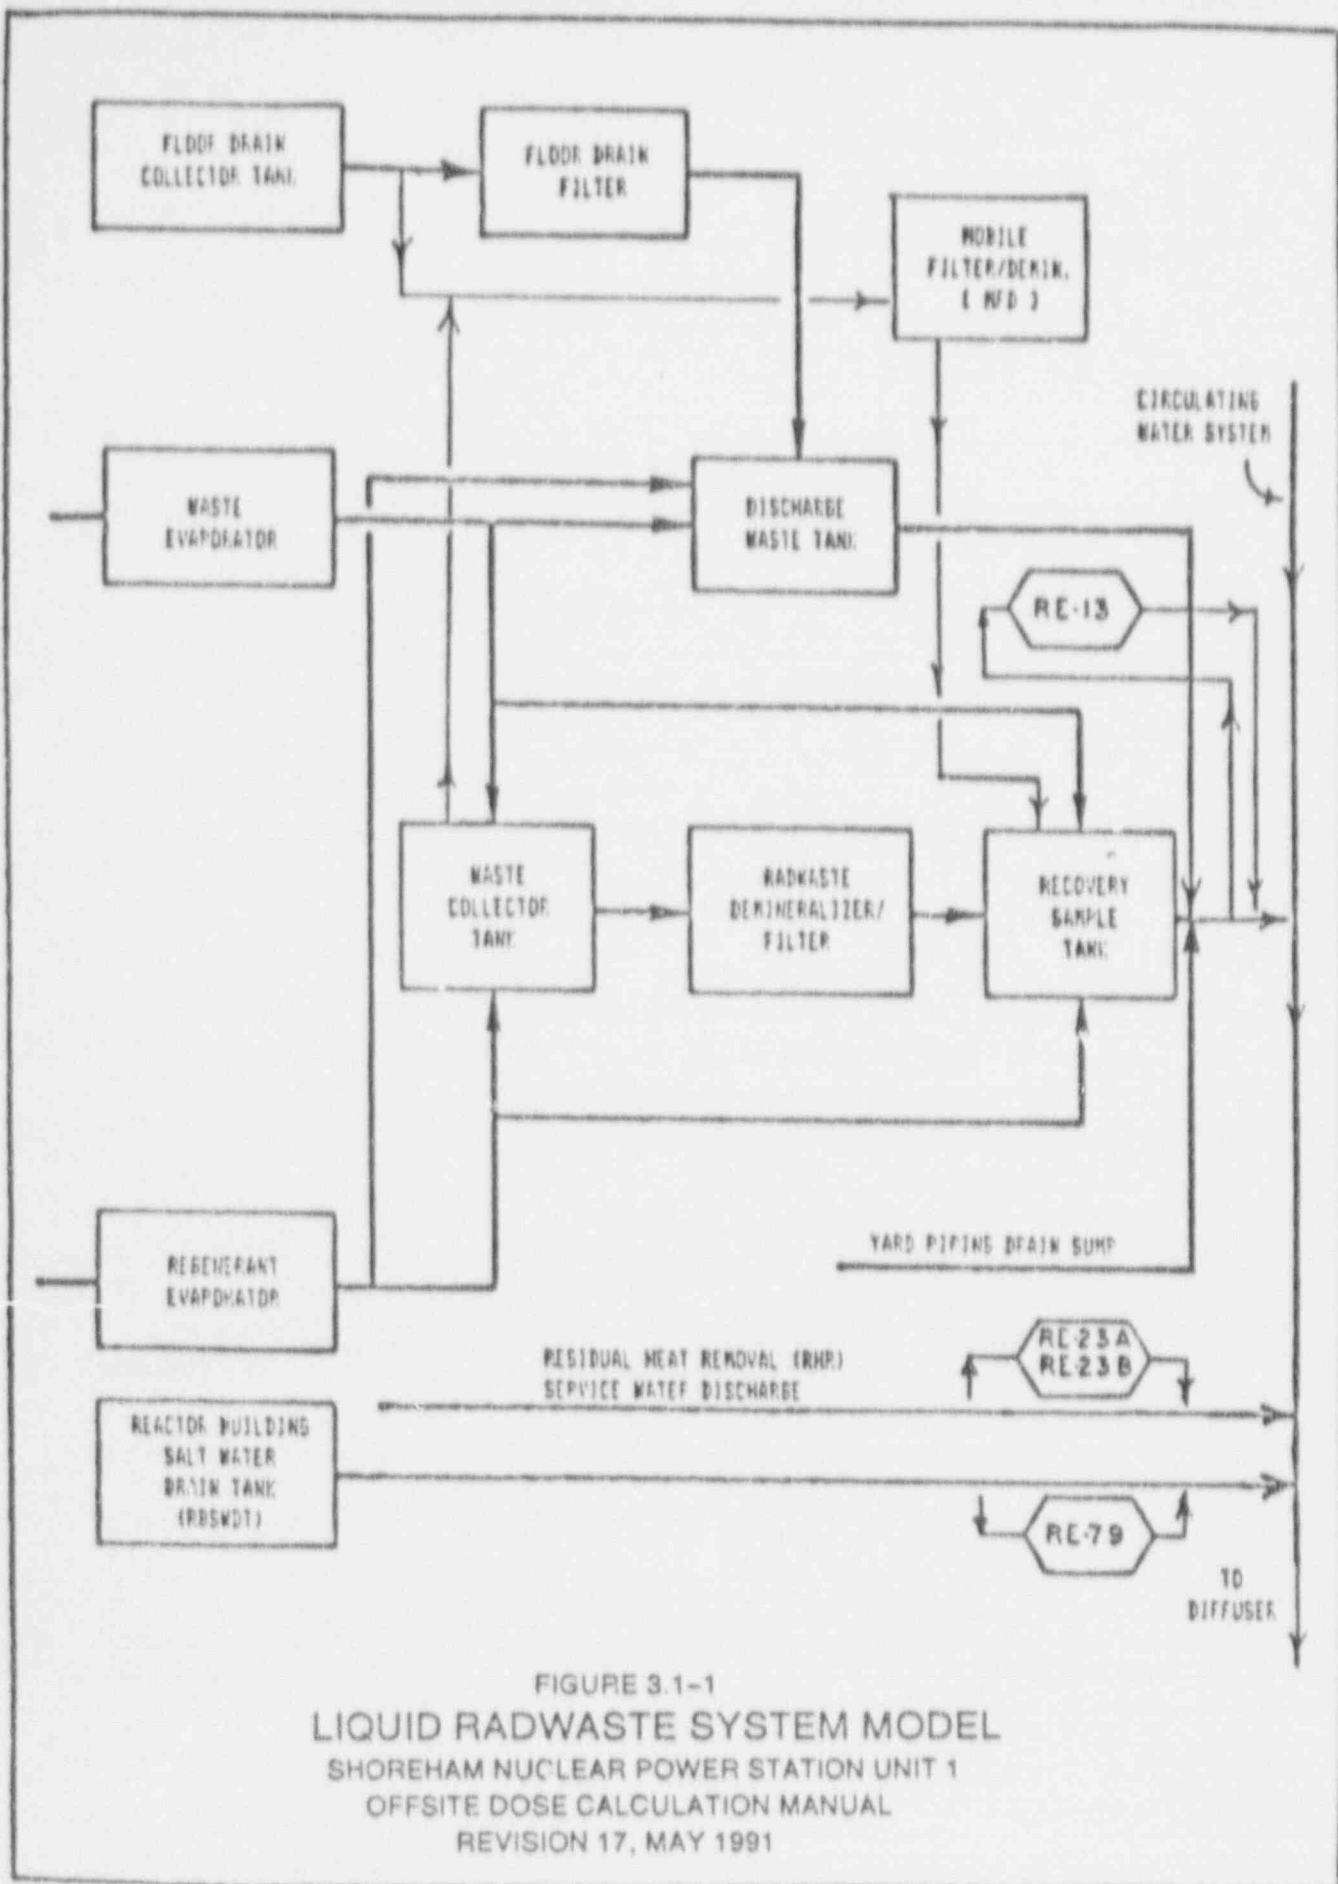 FLOOR DRAIN
COLLECTOR TANK
FLOOR DRAIN
FILTER
MOBILE
FILTER/DEMIN.
( MFD )
CIRCULATING
WATER SYSTEM
WASTE
EVAPORATOR
DISCHARGE
WASTE TANK
RE-13
WASTE
COLLECTOR
TANK
RADWASTE
DEMINERALIZER/
FILTER
RECOVERY
SAMPLE
TANK
REGENERANT
EVAPORATOR
YARD PIPING DRAIN SUMP
RESIDUAL HEAT REMOVAL (RHR)
SERVICE WATER DISCHARGE
RE-23A
RE-23B
REACTOR BUILDING
SALT WATER
DRAIN TANK
(RBSWDT)
RE-79
TO
DIFFUSER
FIGURE 3.1-1
LIQUID RADWASTE SYSTEM MODEL
SHOREHAM NUCLEAR POWER STATION UNIT 1
OFFSITE DOSE CALCULATION MANUAL
REVISION 17, MAY 1991